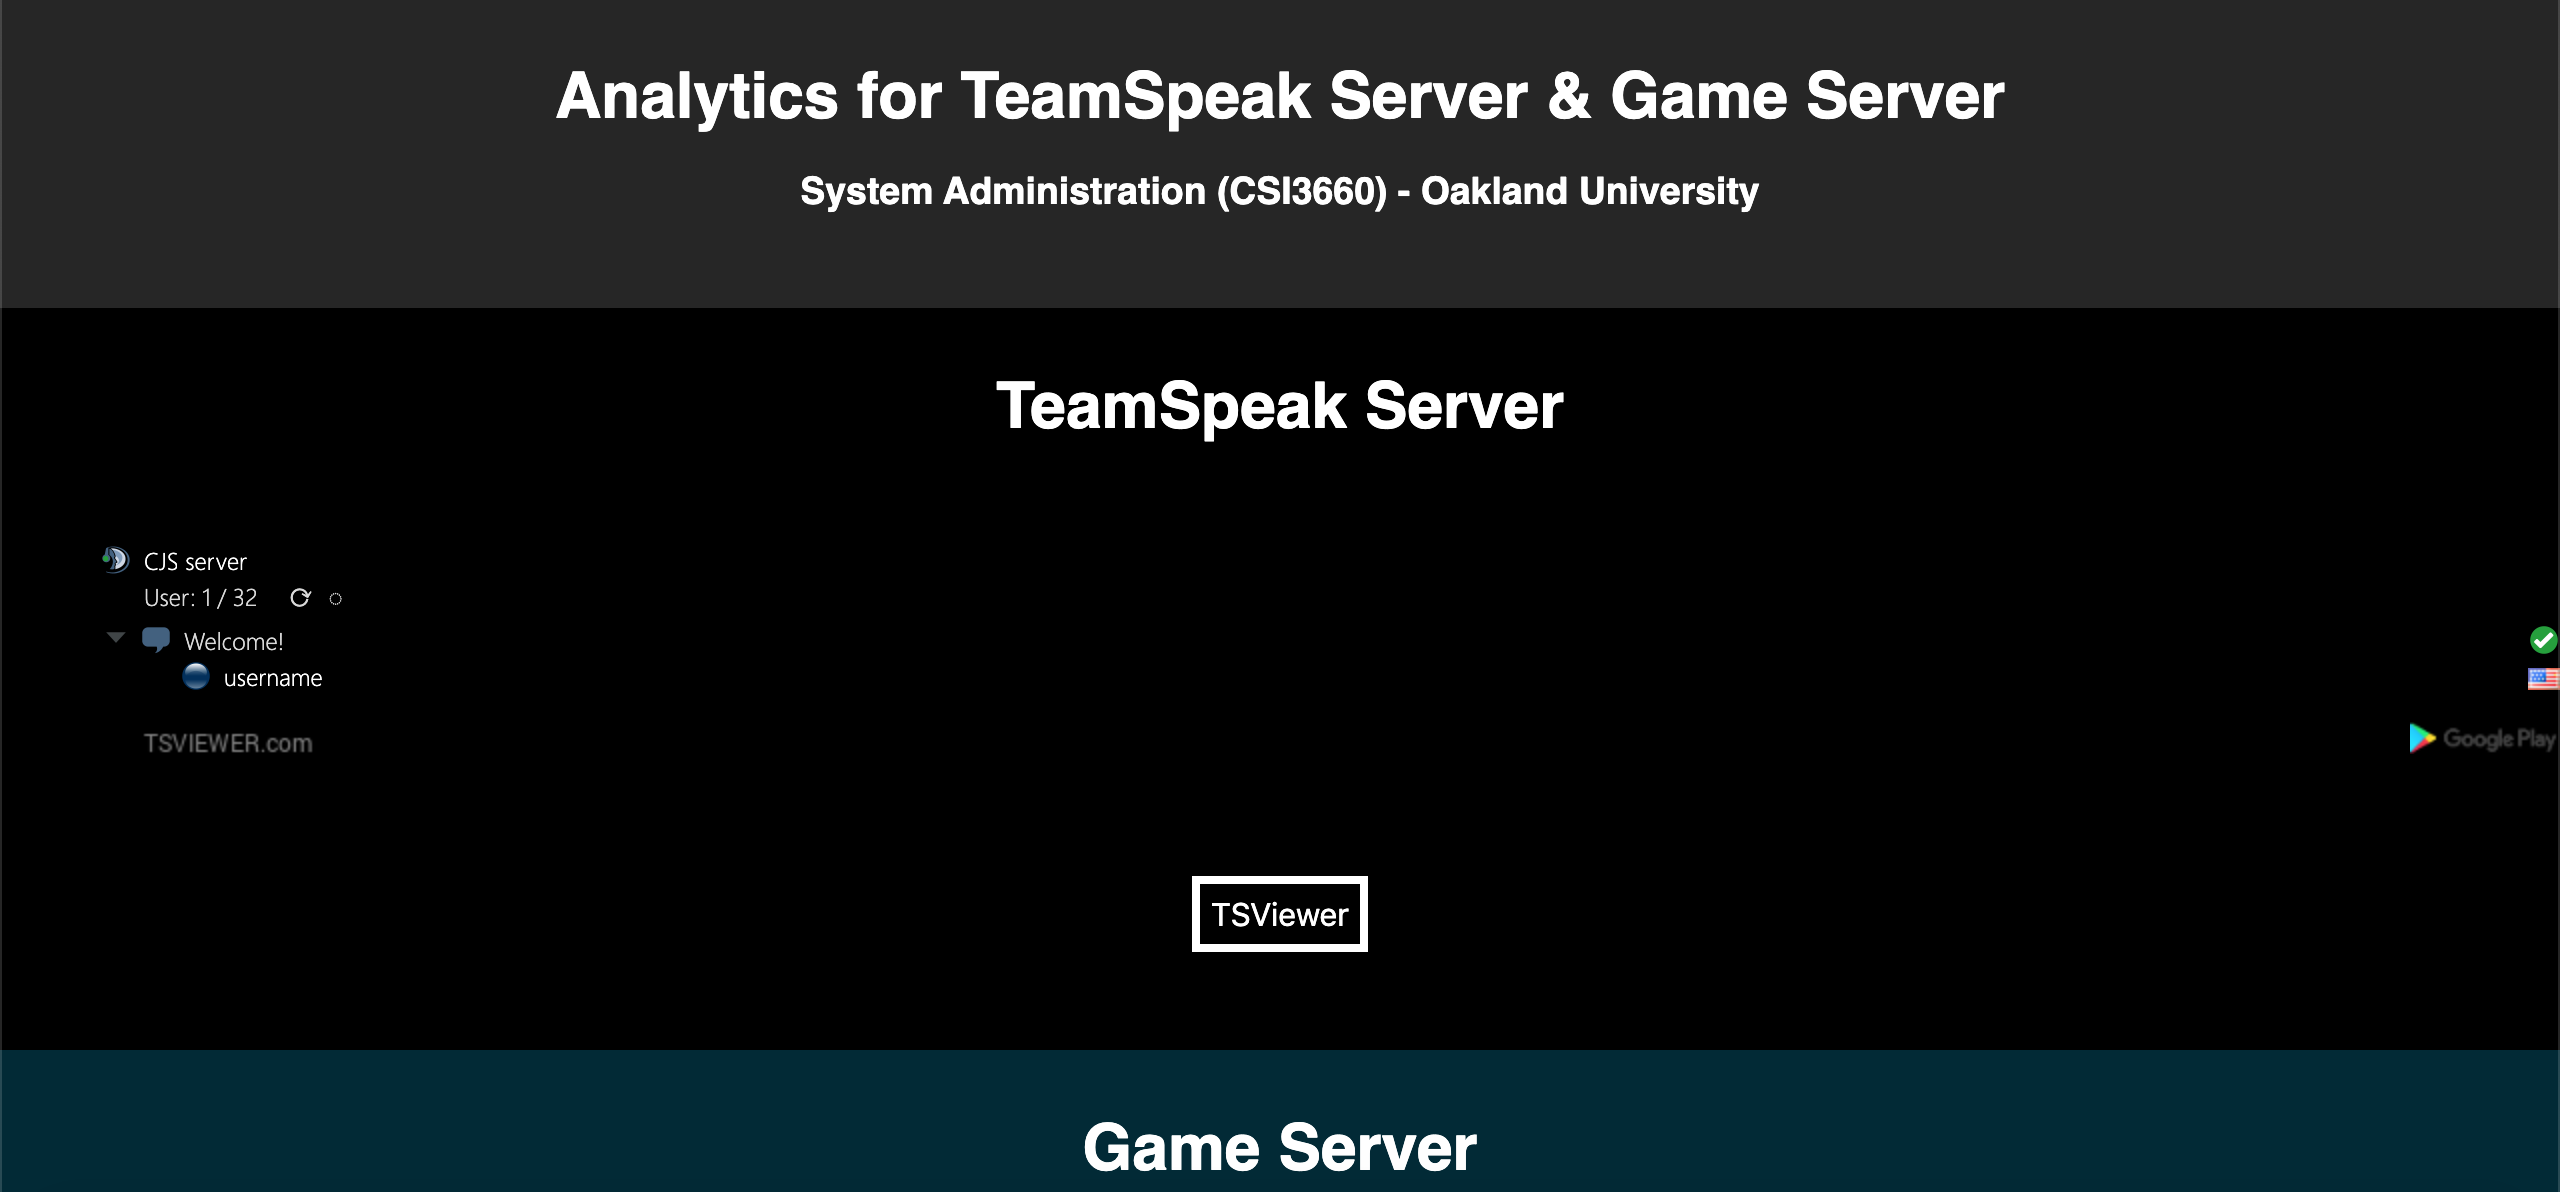 Analytics for TeamSpeak Server & Game Server
System Administration (CSI3660) - Oakland University
TeamSpeak Server
CJS server
User: 1 / 32
Welcome!
username
TSVIEWER.com
Google Play
TSViewer
Game Server